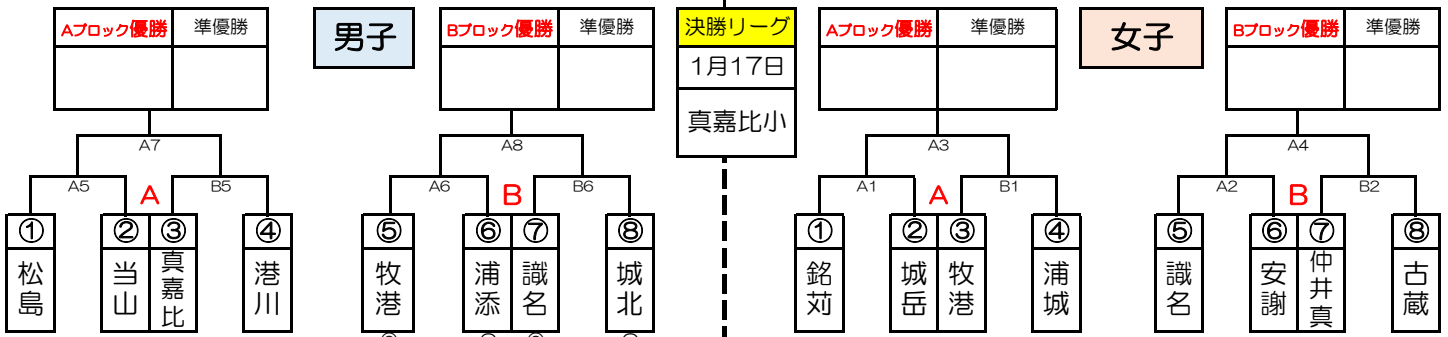 Aブロック優勝 準優勝
男子
Bブロック優勝 準優勝
決勝リーグ
1月17日
真嘉比小
Aブロック優勝 準優勝
女子
Bブロック優勝 準優勝
A7
A8
A3
A4
A5 A B5
A6 B B6
A1 A B1
A2 B B2
① ② ③ ④
⑤ ⑥ ⑦ ⑧
① ② ③ ④
⑤ ⑥ ⑦ ⑧
松島 当山 真嘉比 港川
牧港 浦添 識名 城北
銘苅 城岳 牧港 浦城
識名 安謝 仲井真 古蔵